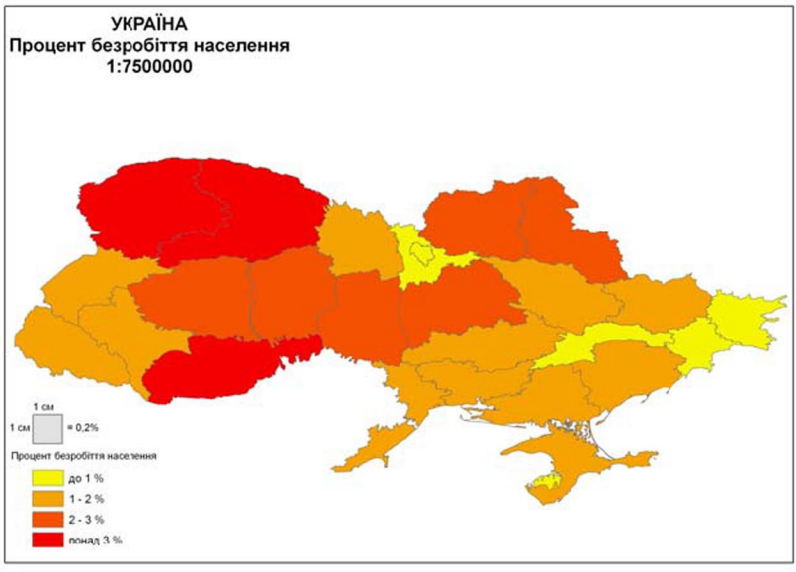 УКРАЇНА
Процент безробіття населення
1:7500000
1 см
1 см = 0,2%
Процент безробіття населення
до 1 %
1 - 2 %
2 - 3 %
понад 3 %